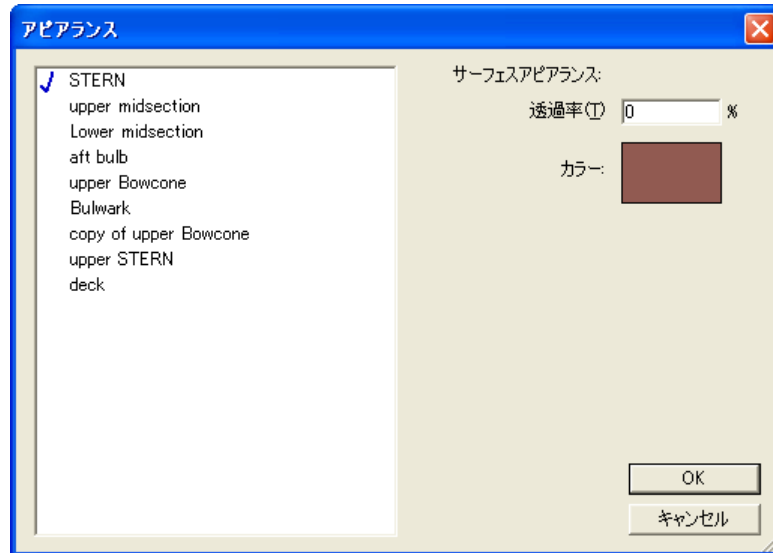 アピアランス
STERN
upper midsection
Lower midsection
aft bulb
upper Bowcone
Bulwark
copy of upper Bowcone
upper STERN
deck
サーフェスアピアランス:
透過率(T) 0 %
カラー:
OK
キャンセル